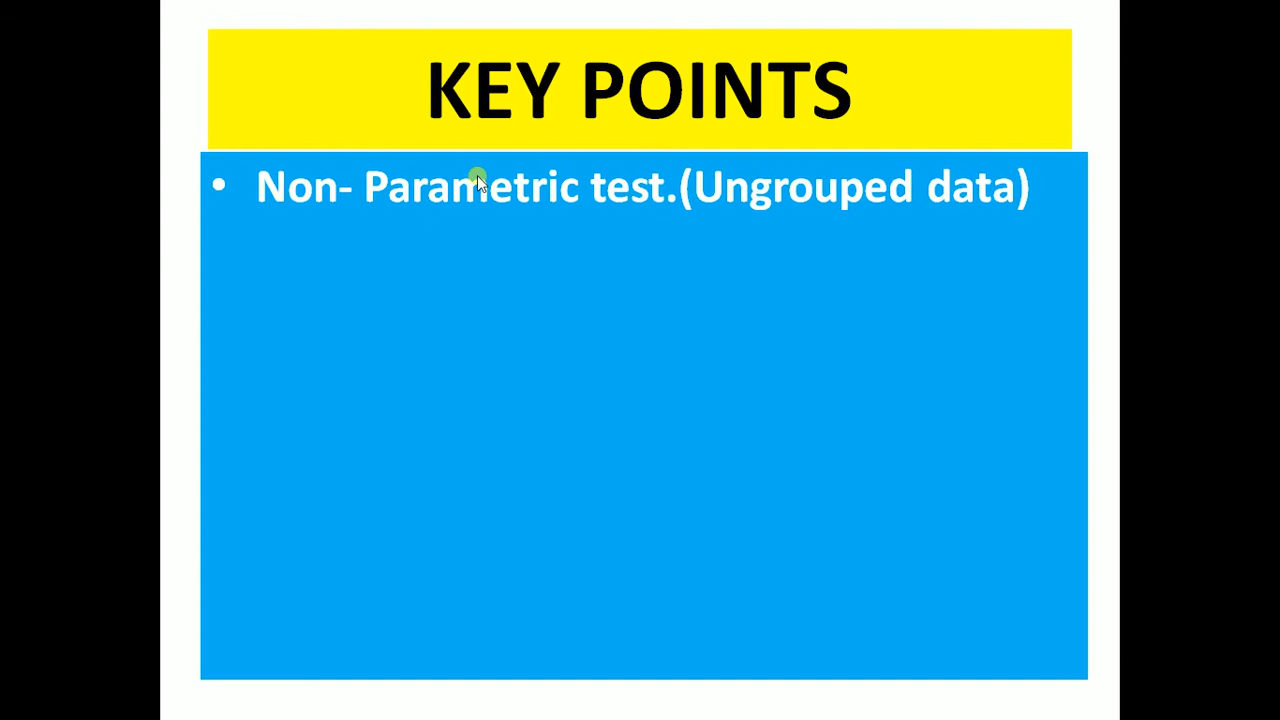 KEY POINTS
• Non- Parametric test.(Ungrouped data)